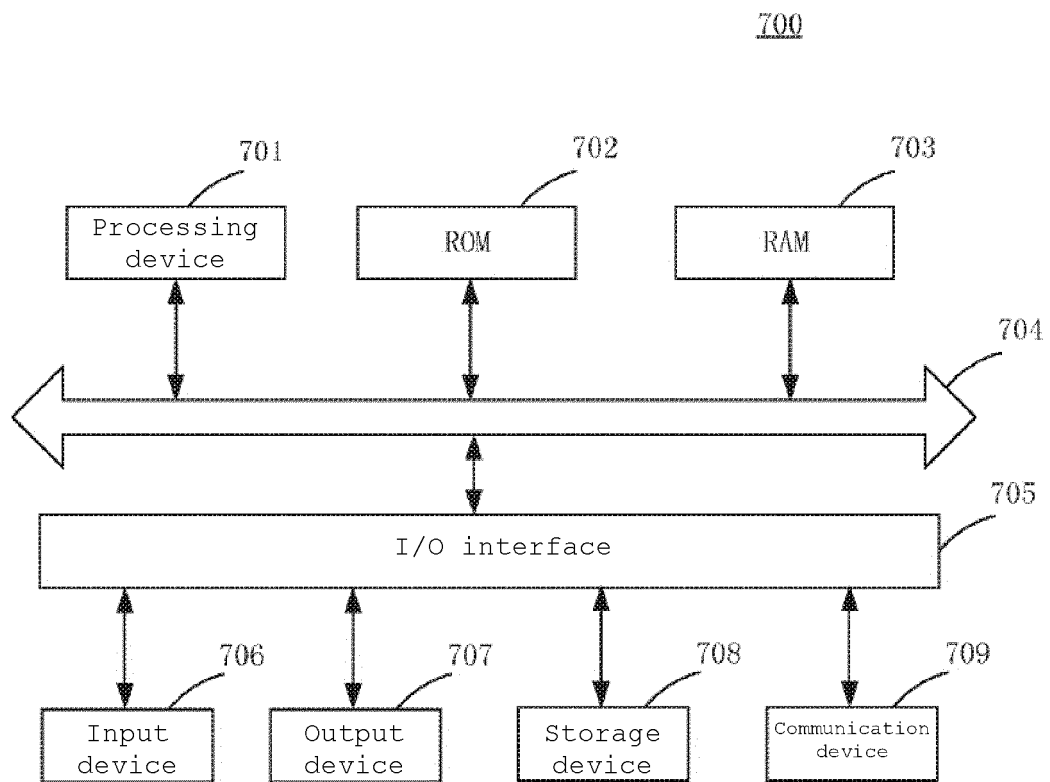 700
701
702
703
Processing
device
ROM
RAM
704
705
I/O interface
706
707
708
709
Input
device
Output
device
Storage
device
Communication
device